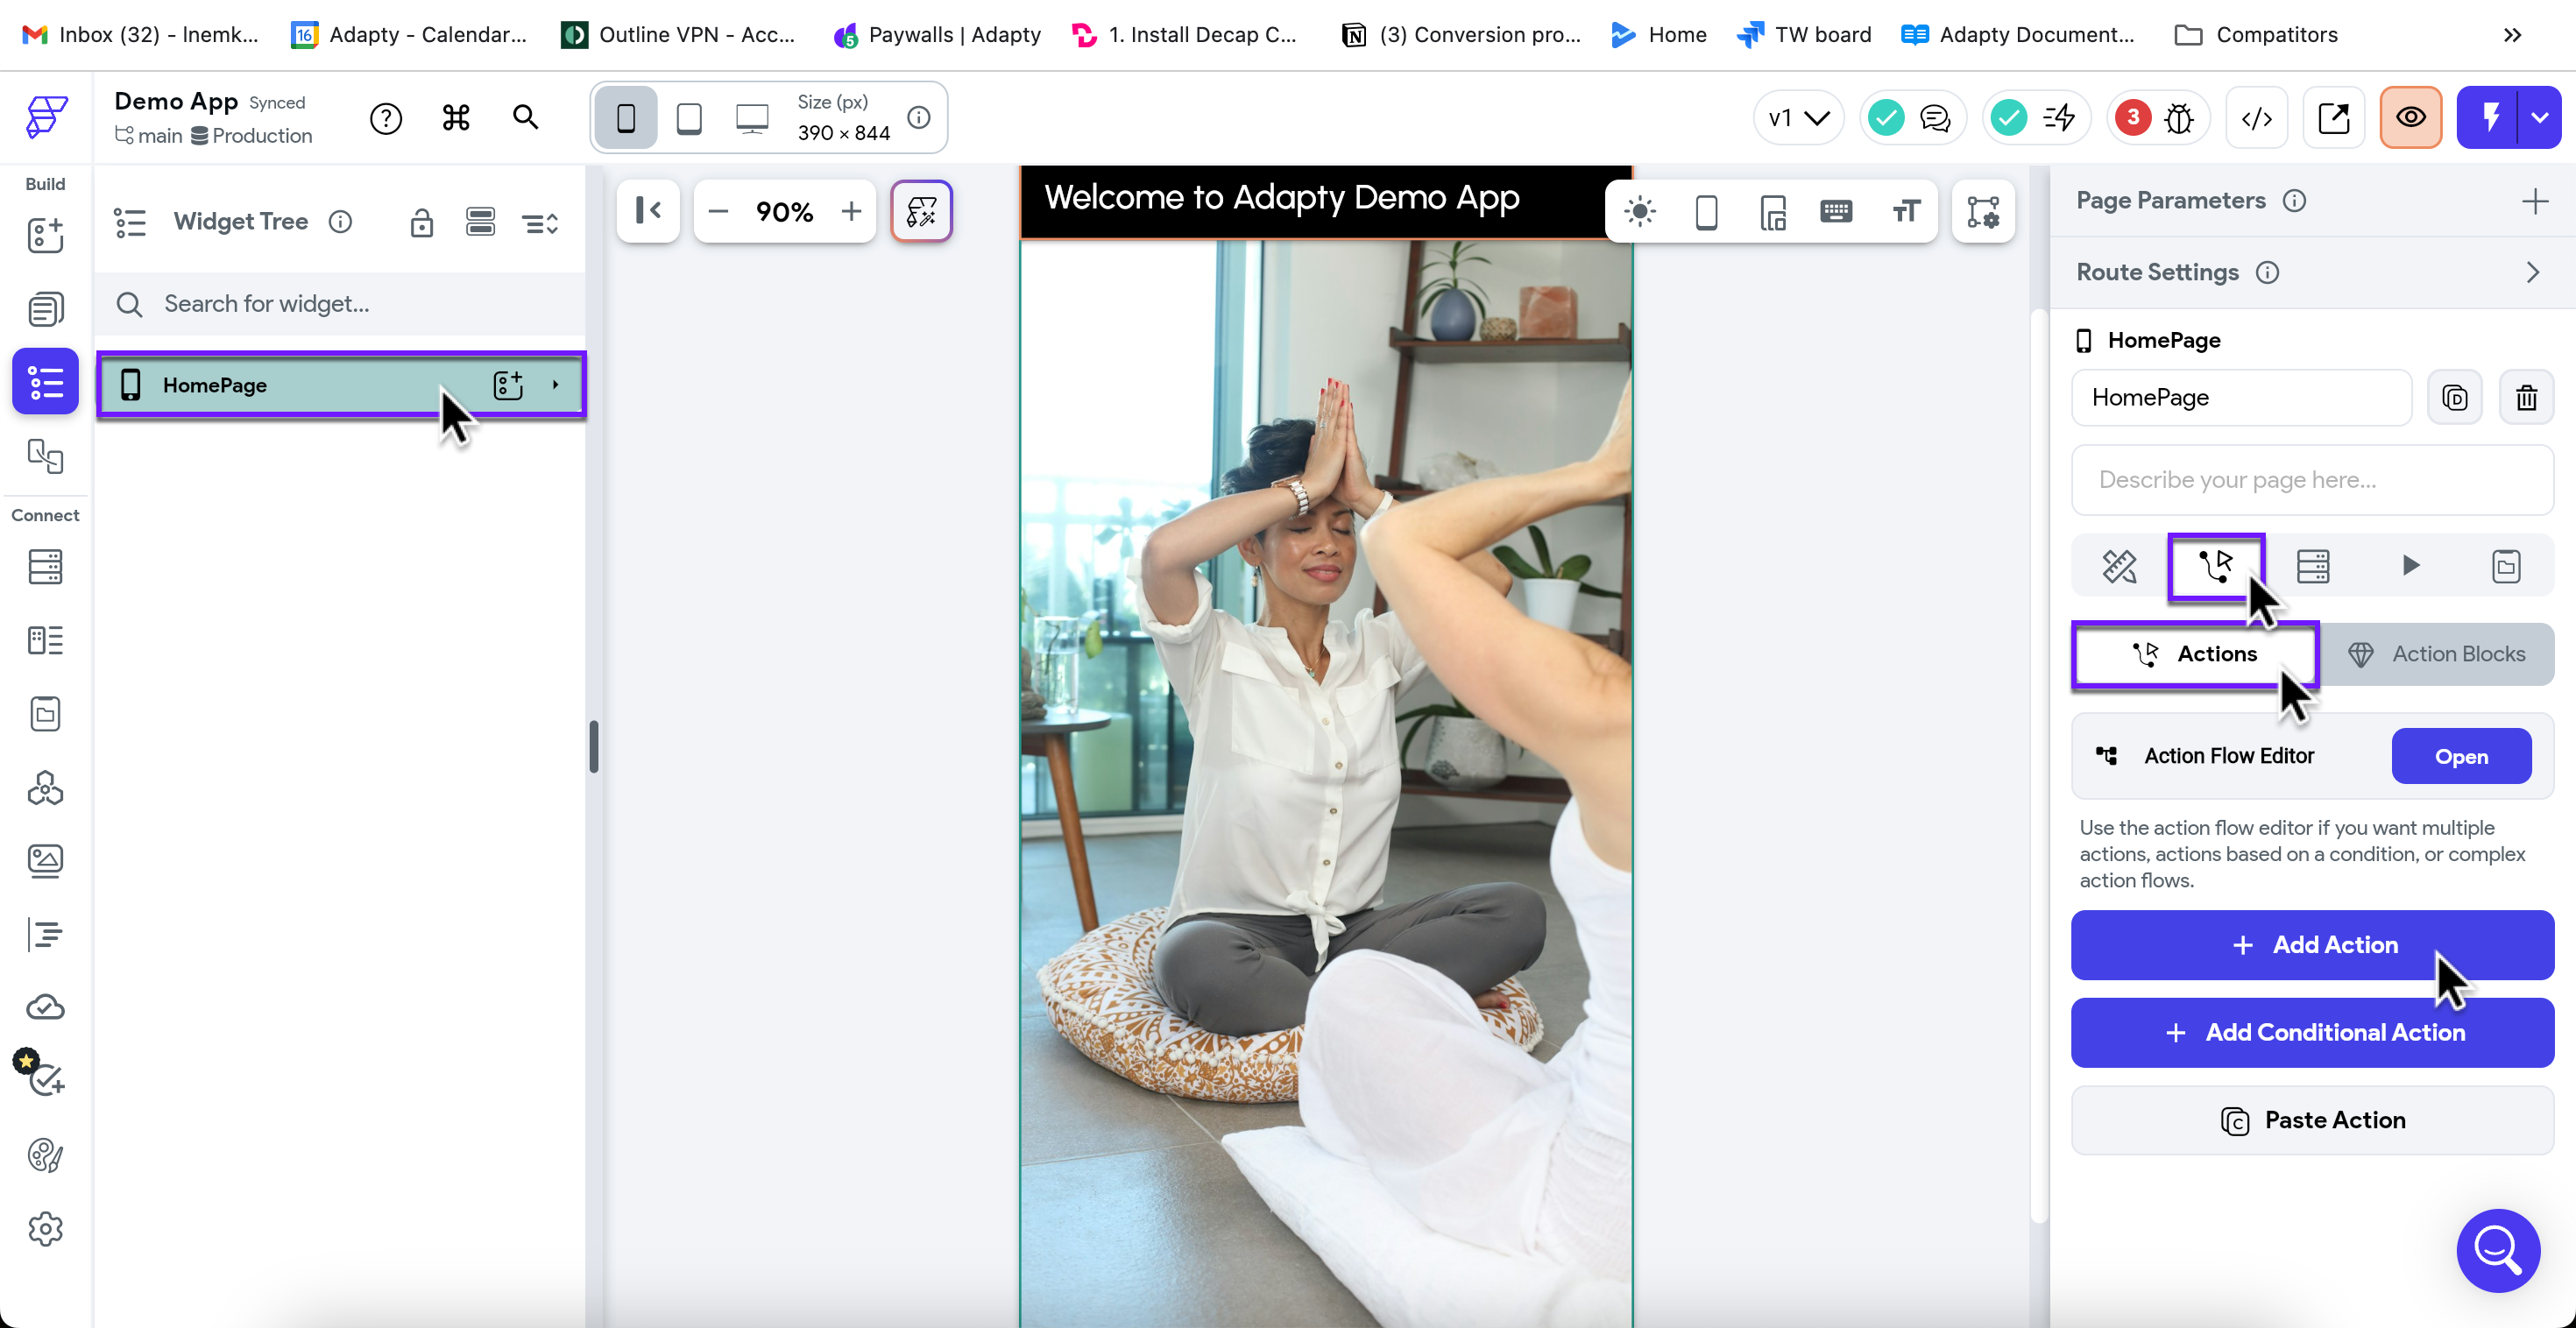 Inbox (32) - Inemk...
16
Adapty - Calendar...
Outline VPN - Acc...
5
Paywalls | Adapty
1. Install Decap C...
(3) Conversion pro...
Home
TW board
Adapty Document...
Compatitors
Demo App Synced
main Production
Size (px)
390 × 844
v1
3
Build
Widget Tree
90%
Welcome to Adapty Demo App
Search for widget...
HomePage
Connect
Page Parameters
Route Settings
HomePage
HomePage
D
Describe your page here...
Actions
Action Blocks
Action Flow Editor
Open
Use the action flow editor if you want multiple
actions, actions based on a condition, or complex
action flows.
+ Add Action
+ Add Conditional Action
C
Paste Action